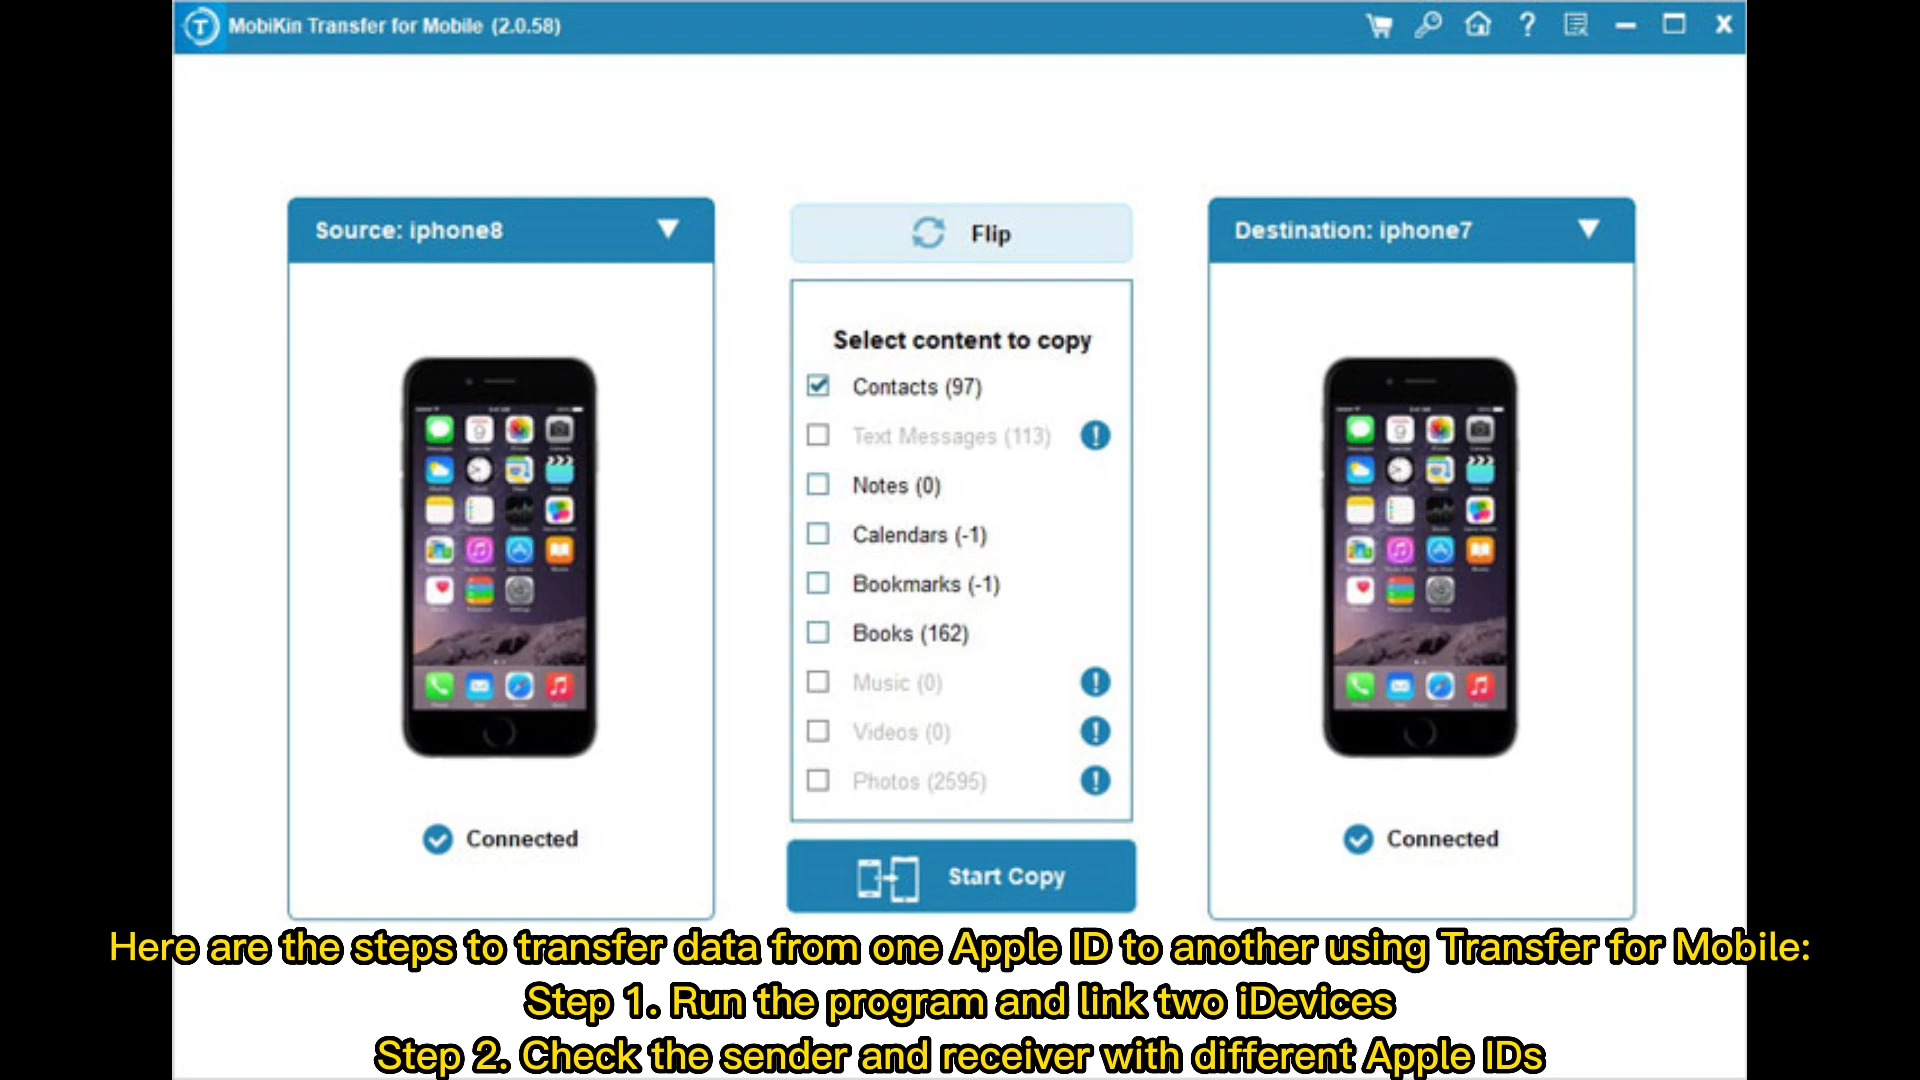 MobiKin Transfer for Mobile (2.0.58)
Source: iphone8
Flip
Destination: iphone7
Select content to copy
Contacts (97)
Text Messages (113)
Notes (0)
Calendars (-1)
Bookmarks (-1)
Books (162)
Music (0)
Videos (0)
Photos (2595)
Connected
Connected
Start Copy
Here are the steps to transfer data from one Apple ID to another using Transfer for Mobile:
Step 1. Run the program and link two iDevices
Step 2. Check the sender and receiver with different Apple IDs